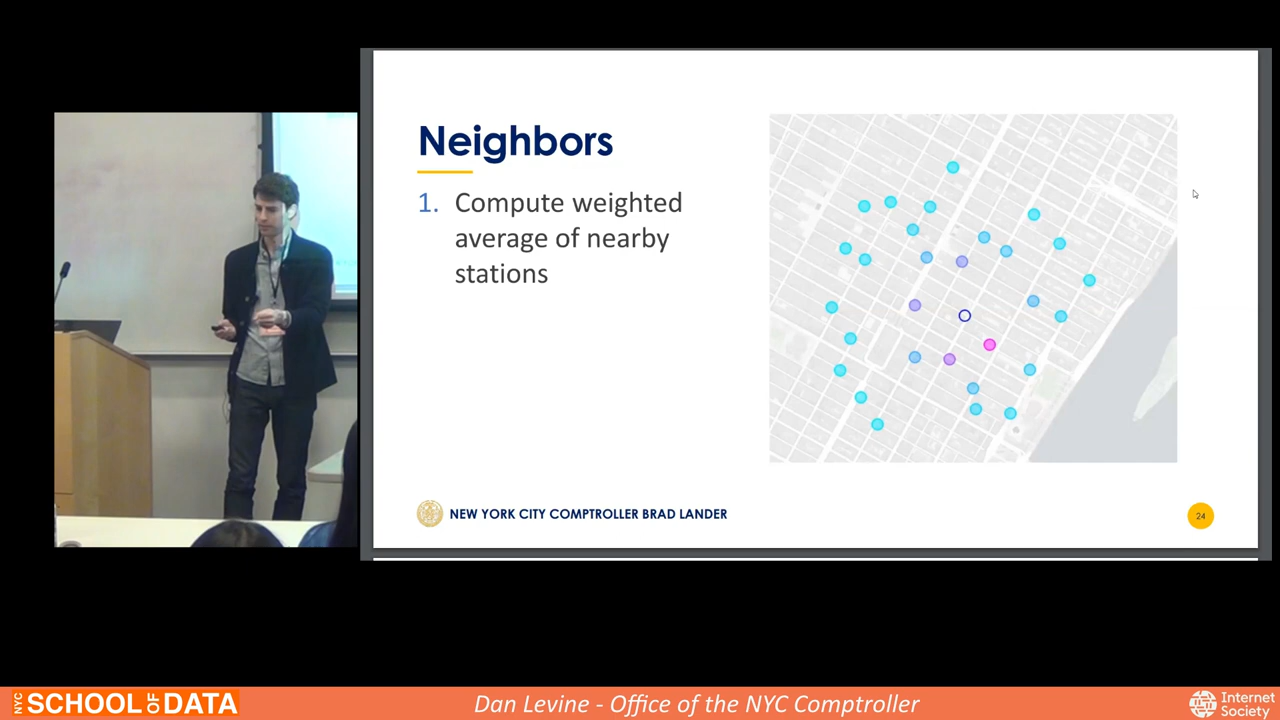 Neighbors
1. Compute weighted
average of nearby
stations
NEW YORK CITY COMPTROLLER BRAD LANDER
24
NYC SCHOOL OF DATA
Dan Levine - Office of the NYC Comptroller
Internet
Society